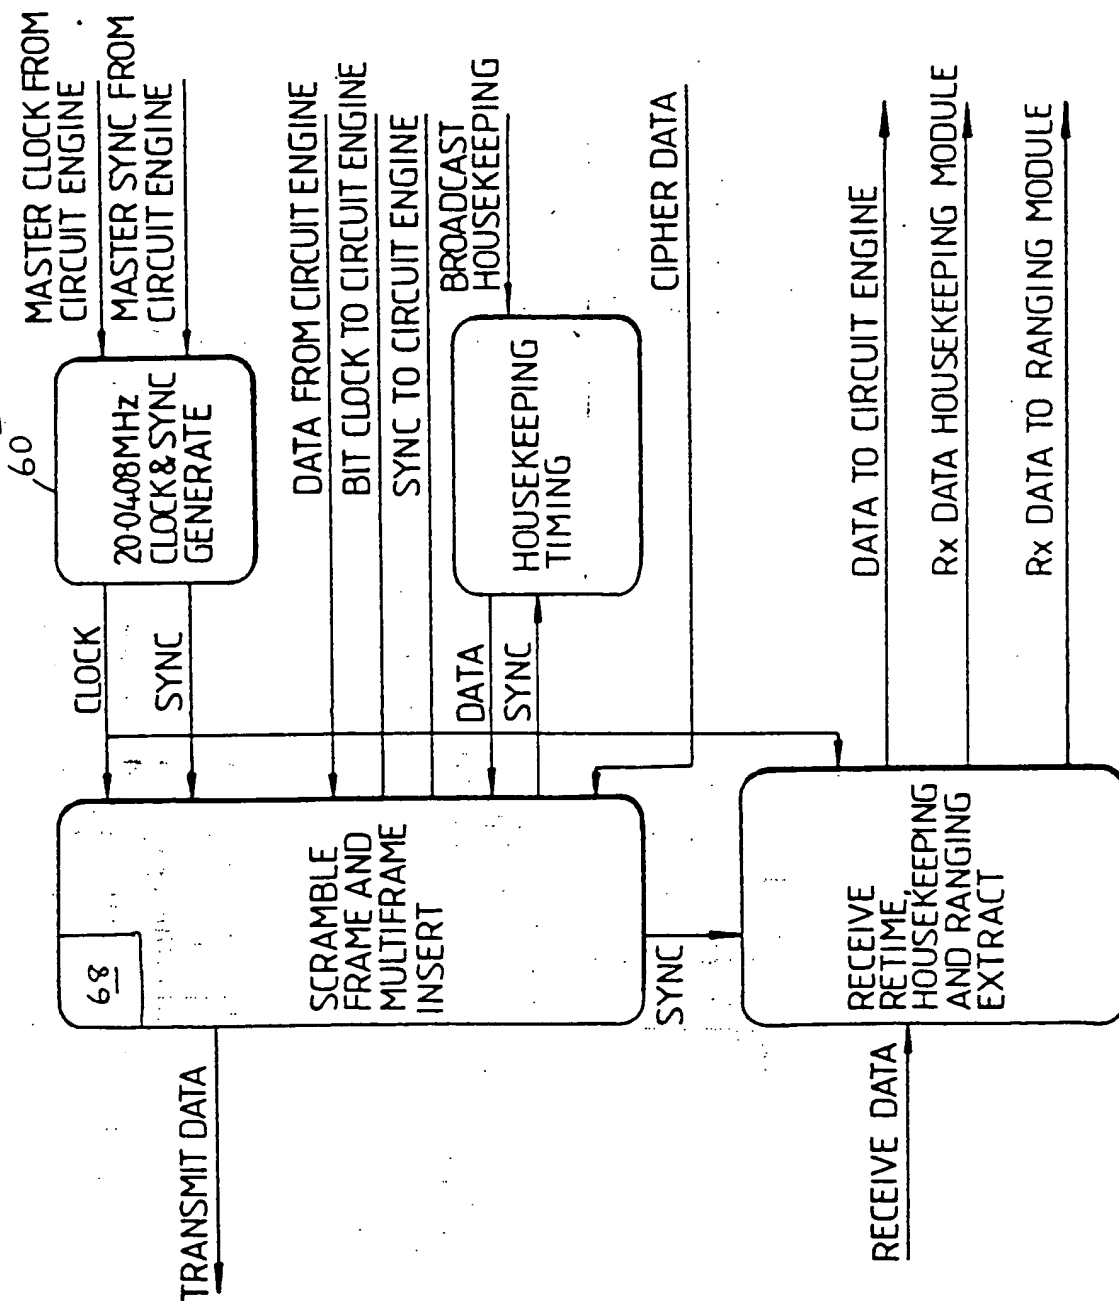 MASTER CLOCK FROM
CIRCUIT ENGINE
MASTER SYNC FROM
CIRCUIT ENGINE
60
20·0408MHz
CLOCK & SYNC
GENERATE
CLOCK
SYNC
DATA FROM CIRCUIT ENGINE
BIT CLOCK TO CIRCUIT ENGINE
SYNC TO CIRCUIT ENGINE
BROADCAST
HOUSEKEEPING
HOUSEKEEPING
TIMING
DATA
SYNC
CIPHER DATA
68
SCRAMBLE
FRAME AND
MULTIFRAME
INSERT
TRANSMIT DATA
SYNC
RECEIVE
RETIME,
HOUSEKEEPING
AND RANGING
EXTRACT
RECEIVE DATA
DATA TO CIRCUIT ENGINE
Rx DATA HOUSEKEEPING MODULE
Rx DATA TO RANGING MODULE